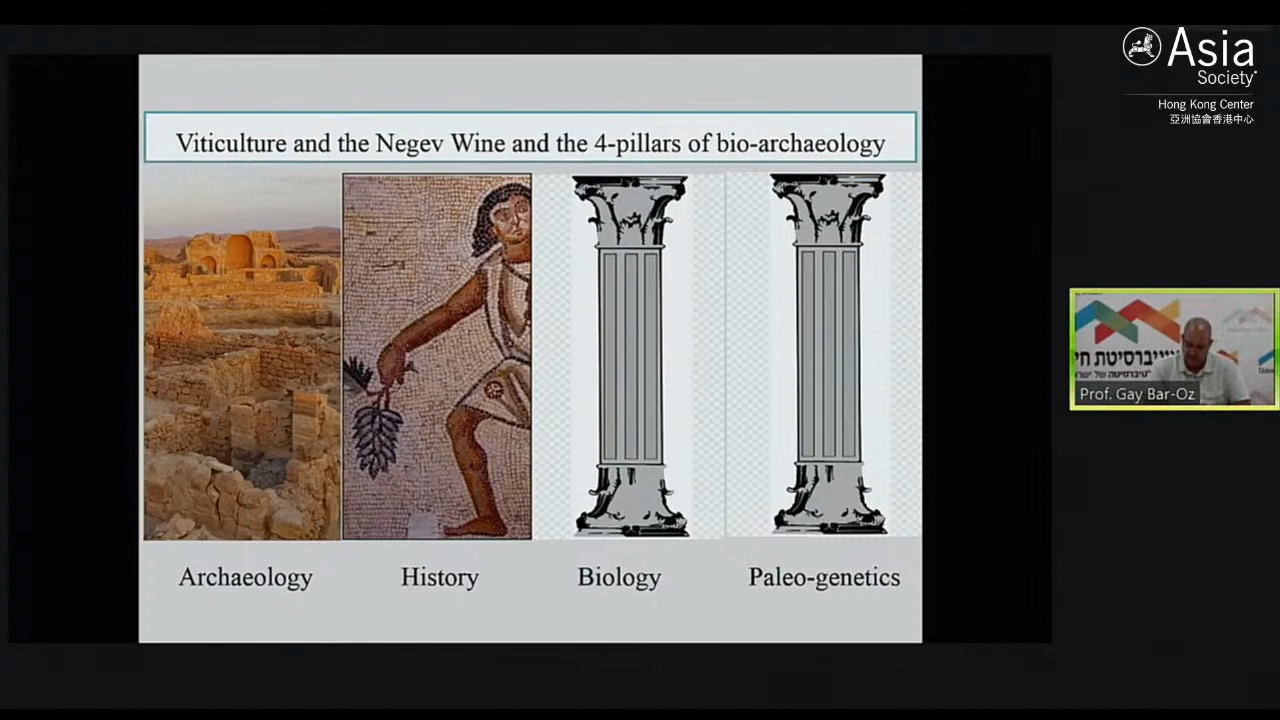 Asia
Society
Hong Kong Center
亞洲協會香港中心
Viticulture and the Negev Wine and the 4-pillars of bio-archaeology
Archaeology
History
Biology
Paleo-genetics
Prof. Gay Bar-Oz